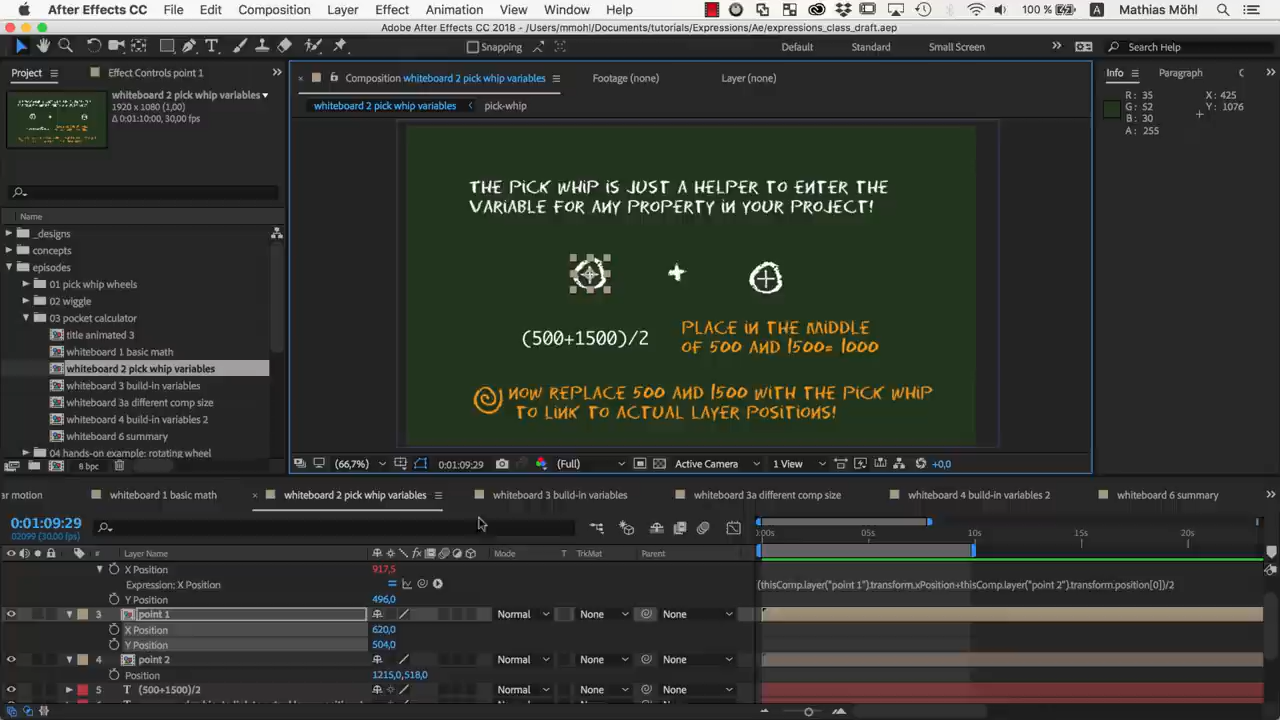 After Effects CC File Edit Composition Layer Effect Animation View Window Help 100 % Mathias Möhl
Adobe After Effects CC 2018 - /Users/mmohl/Documents/tutorials/Expressions/Ae/expressions_class_draft.aep
Snapping Default Standard Small Screen Search Help
Project Effect Controls point 1
Composition whiteboard 2 pick whip variables Footage (none) Layer (none)
Info Paragraph C
whiteboard 2 pick whip variables
1920 x 1080 (1,00)
Δ 0:01:10:00, 30,00 fps
whiteboard 2 pick whip variables pick-whip
R: 35 X: 425
G: 52 Y: 1076
B: 30
A: 255
Name
_designs
concepts
episodes
01 pick whip wheels
02 wiggle
03 pocket calculator
title animated 3
whiteboard 1 basic math
whiteboard 2 pick whip variables
whiteboard 3 build-in variables
whiteboard 3a different comp size
whiteboard 4 build-in variables 2
whiteboard 6 summary
04 hands-on example: rotating wheel
8 bpc
THE PICK WHIP IS JUST A HELPER TO ENTER THE
VARIABLE FOR ANY PROPERTY IN YOUR PROJECT!
+
(500+1500)/2
PLACE IN THE MIDDLE
OF 500 AND 1500= 1000
NOW REPLACE 500 AND 1500 WITH THE PICK WHIP
TO LINK TO ACTUAL LAYER POSITIONS!
(66,7%) 0:01:09:29 (Full) Active Camera 1 View +0,0
ar motion whiteboard 1 basic math whiteboard 2 pick whip variables whiteboard 3 build-in variables whiteboard 3a different comp size whiteboard 4 build-in variables 2 whiteboard 6 summary
0:01:09:29
02099 (30.00 fps)
:00s 05s 10s 15s 20s
# Layer Name Mode T TrkMat Parent
X Position 917,5
Expression: X Position (thisComp.layer("point 1").transform.xPosition+thisComp.layer("point 2").transform.position[0])/2
Y Position 496,0
3 point 1 Normal None None
X Position 620,0
Y Position 504,0
4 point 2 Normal None None
Position 1215,0,518,0
5 T (500+1500)/2 Normal None None